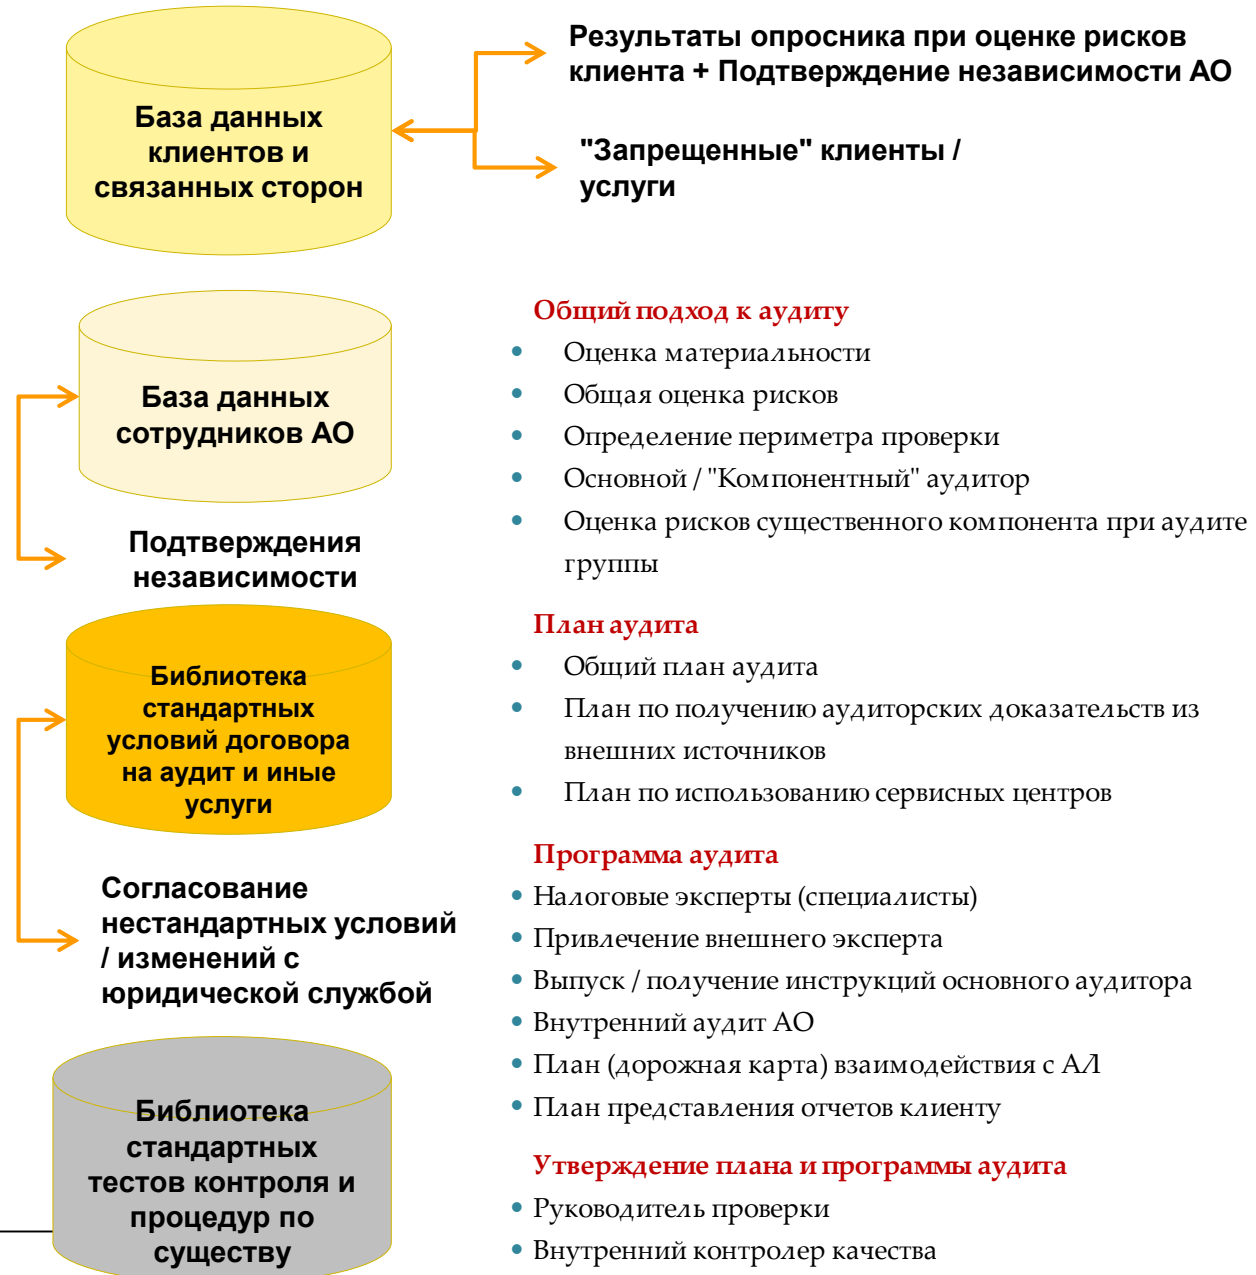 Результаты опросника при оценке рисков
клиента + Подтверждение независимости АО
База данных
клиентов и
связанных сторон
"Запрещенные" клиенты /
услуги
База данных
сотрудников АО
Подтверждения
независимости
Библиотека
стандартных
условий договора
на аудит и иные
услуги
Согласование
нестандартных условий
/ изменений с
юридической службой
Библиотека
стандартных
тестов контроля и
процедур по
существу
Общий подход к аудиту
• Оценка материальности
• Общая оценка рисков
• Определение периметра проверки
• Основной / "Компонентный" аудитор
• Оценка рисков существенного компонента при аудите
группы
План аудита
• Общий план аудита
• План по получению аудиторских доказательств из
внешних источников
• План по использованию сервисных центров
Программа аудита
• Налоговые эксперты (специалисты)
• Привлечение внешнего эксперта
• Выпуск / получение инструкций основного аудитора
• Внутренний аудит АО
• План (дорожная карта) взаимодействия с АЛ
• План представления отчетов клиенту
Утверждение плана и программы аудита
• Руководитель проверки
• Внутренний контролер качества